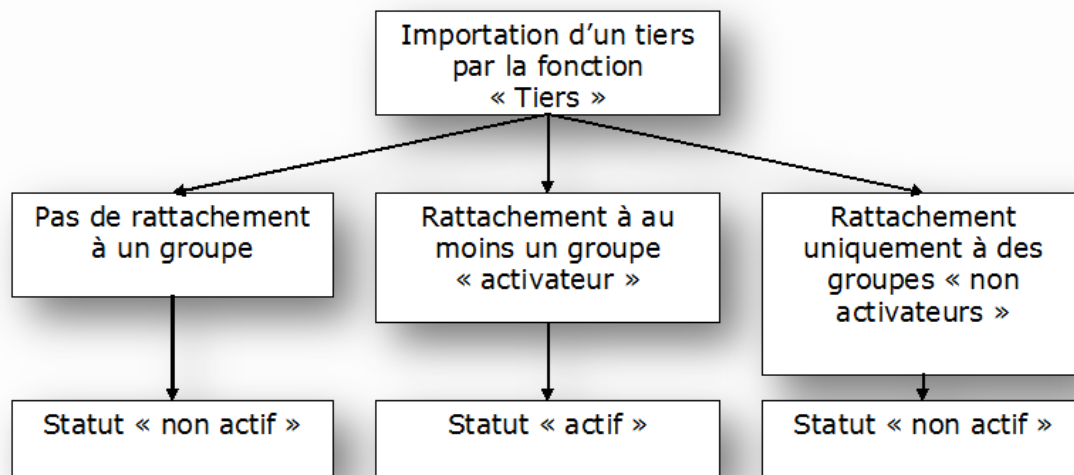 Importation d’un tiers
par la fonction
« Tiers »
Pas de rattachement
à un groupe
Rattachement à au
moins un groupe
« activateur »
Rattachement
uniquement à des
groupes « non
activateurs »
Statut « non actif »
Statut « actif »
Statut « non actif »